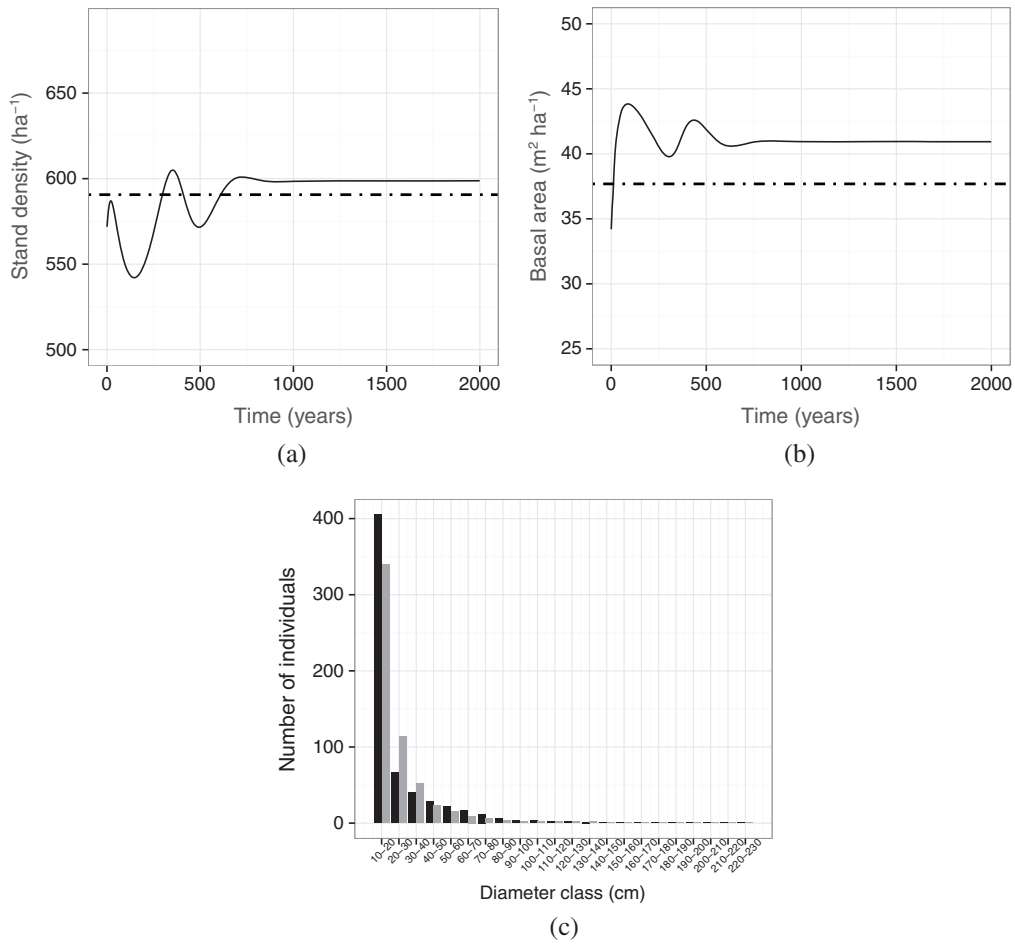 Stand density (ha⁻¹)
650
600
550
500
0 500 1000 1500 2000
Time (years)
(a)
Basal area (m² ha⁻¹)
50
45
40
35
30
25
0 500 1000 1500 2000
Time (years)
(b)
Number of individuals
400
300
200
100
0
10–20 20–30 30–40 40–50 50–60 60–70 70–80 80–90 90–100 100–110 110–120 120–130 130–140 140–150 150–160 160–170 170–180 180–190 190–200 200–210 210–220 220–230
Diameter class (cm)
(c)